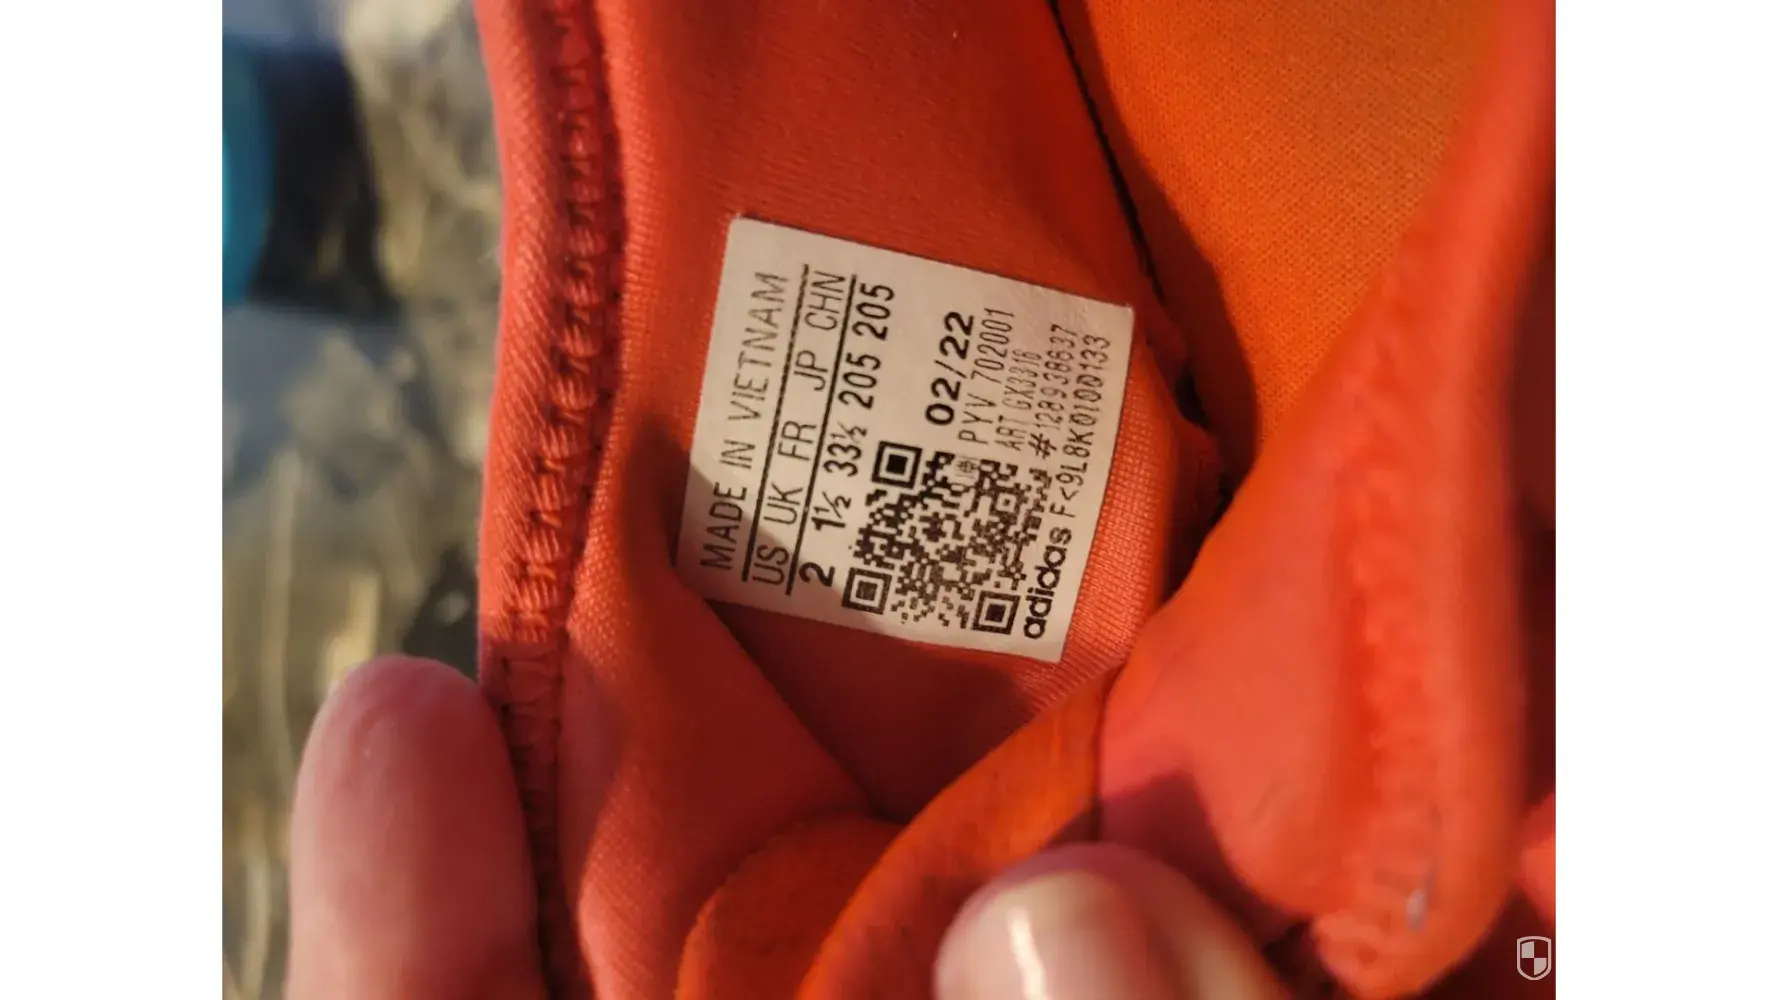 MADE IN VIETNAM
US UK FR JP CHN
2 1½ 33½ 205 205
02/22
PYV 702001
ART GX3316
#128938637
adidas F<9L8K0100133